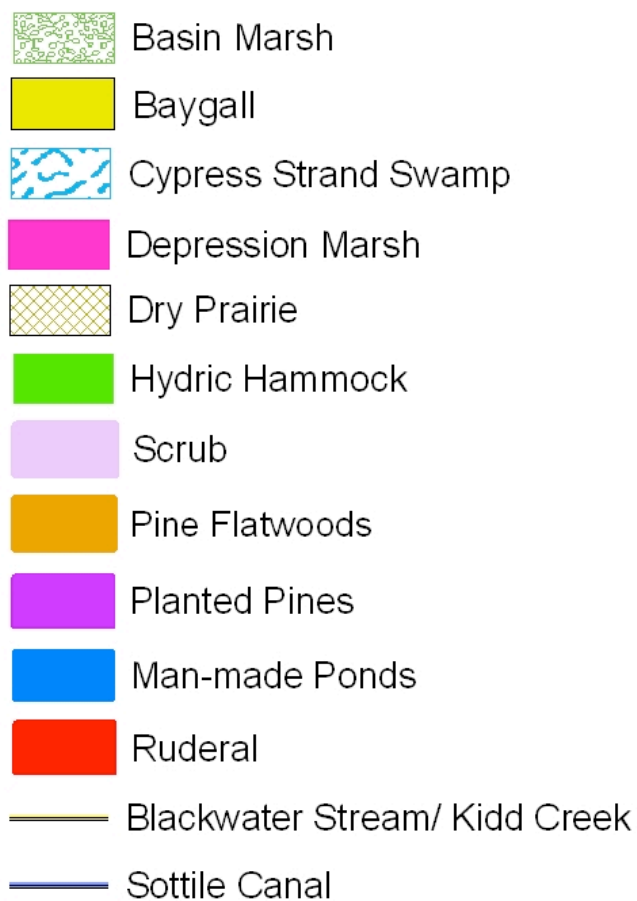 Basin Marsh
Baygall
Cypress Strand Swamp
Depression Marsh
Dry Prairie
Hydric Hammock
Scrub
Pine Flatwoods
Planted Pines
Man-made Ponds
Ruderal
Blackwater Stream/ Kidd Creek
Sottile Canal